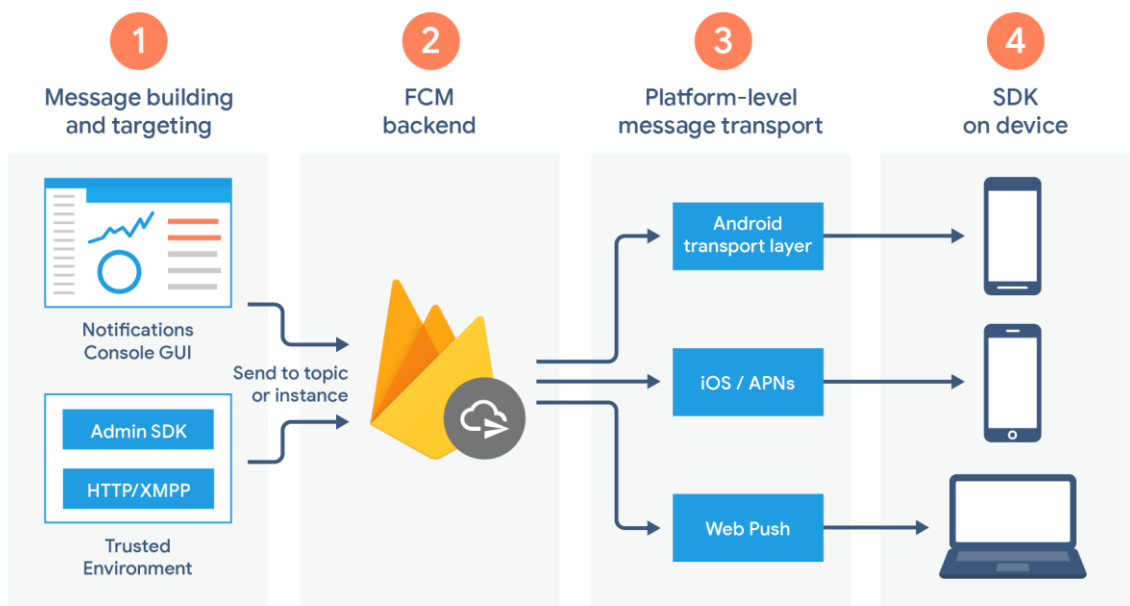 1
Message building
and targeting
2
FCM
backend
3
Platform-level
message transport
4
SDK
on device
Notifications
Console GUI
Send to topic
or instance
Admin SDK
HTTP/XMPP
Trusted
Environment
Android
transport layer
iOS / APNs
Web Push